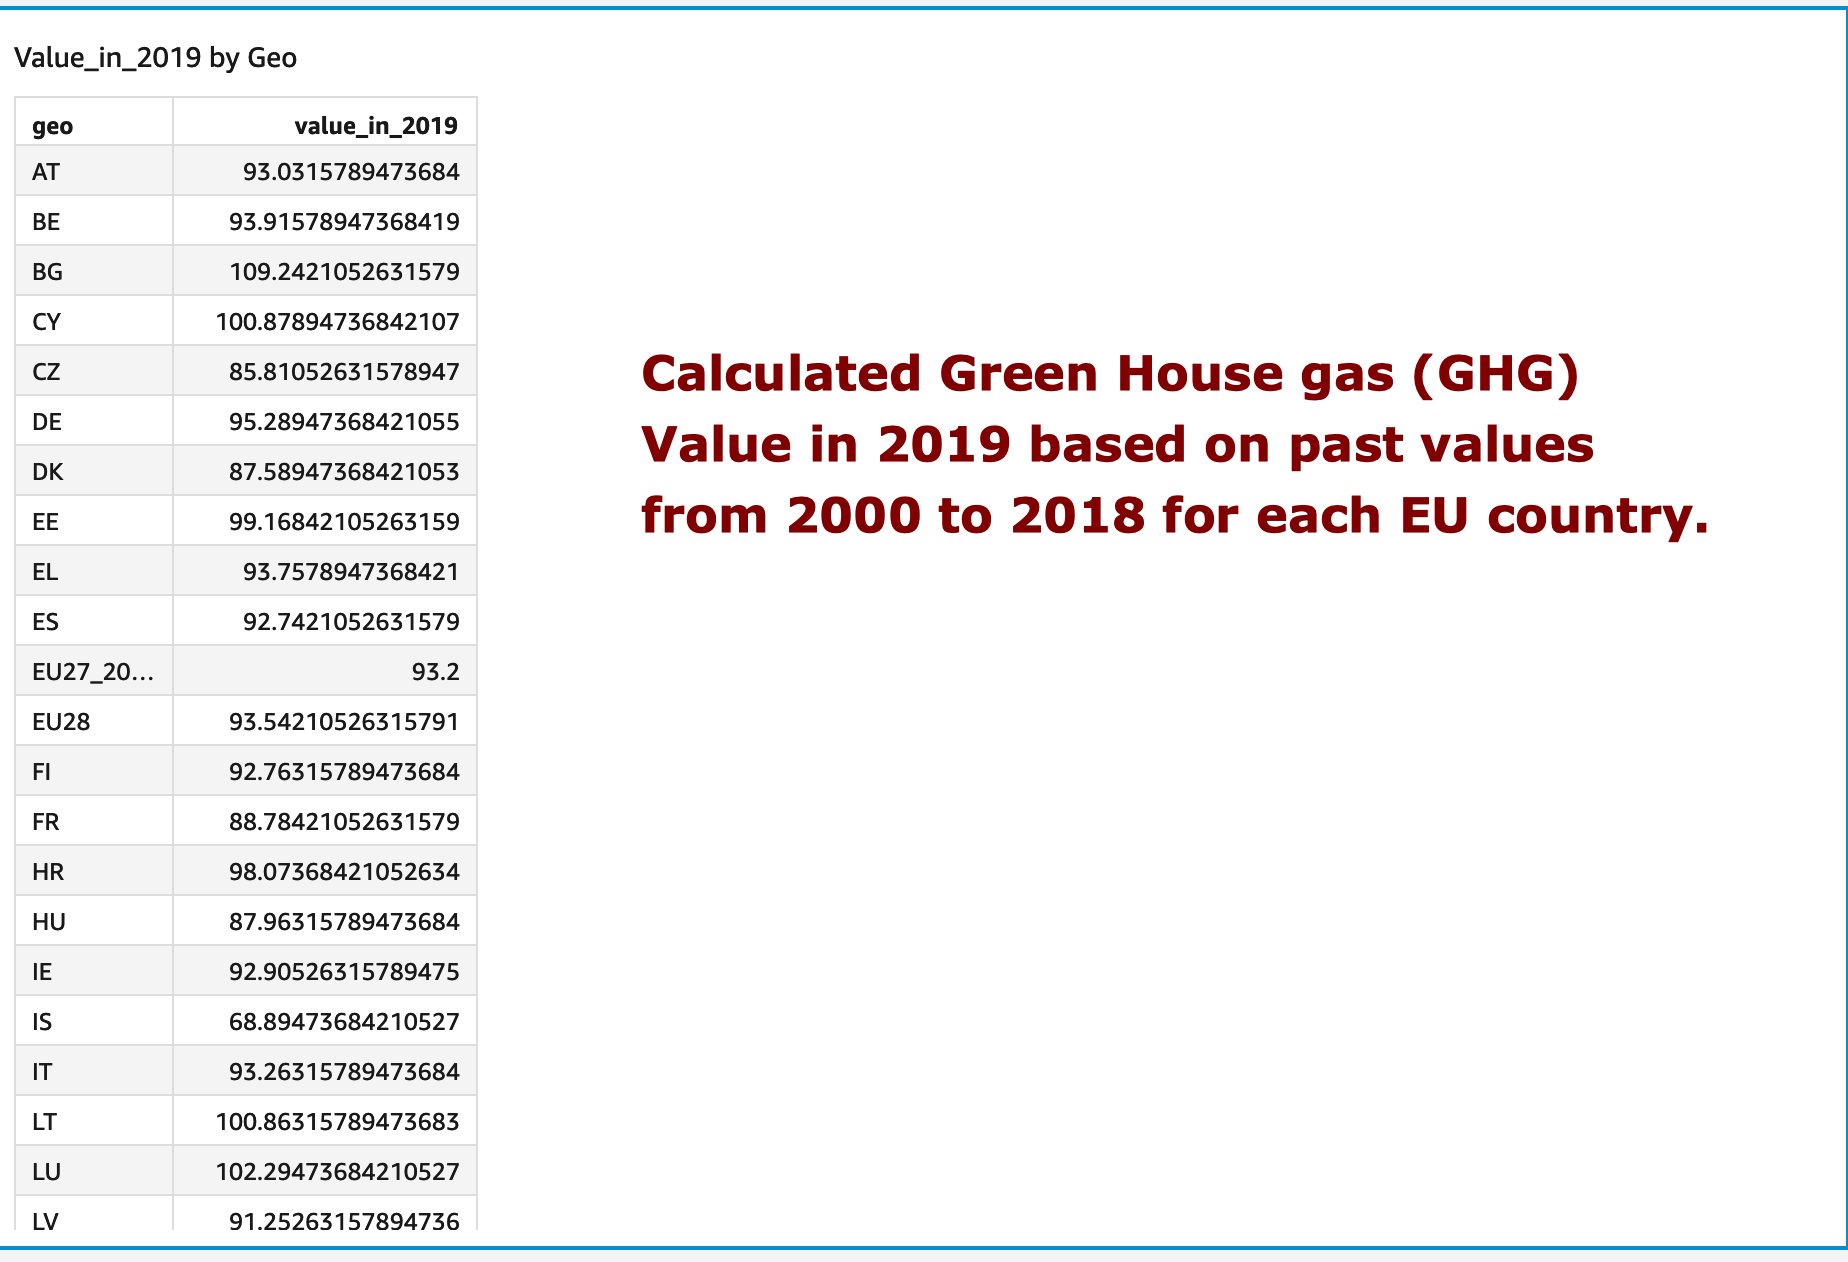 Value_in_2019 by Geo
geo value_in_2019
AT 93.0315789473684
BE 93.91578947368419
BG 109.2421052631579
CY 100.87894736842107
CZ 85.81052631578947
DE 95.28947368421055
DK 87.58947368421053
EE 99.16842105263159
EL 93.7578947368421
ES 92.7421052631579
EU27_20... 93.2
EU28 93.54210526315791
FI 92.76315789473684
FR 88.78421052631579
HR 98.07368421052634
HU 87.96315789473684
IE 92.90526315789475
IS 68.89473684210527
IT 93.26315789473684
LT 100.86315789473683
LU 102.29473684210527
LV 91.25263157894736
Calculated Green House gas (GHG)
Value in 2019 based on past values
from 2000 to 2018 for each EU country.